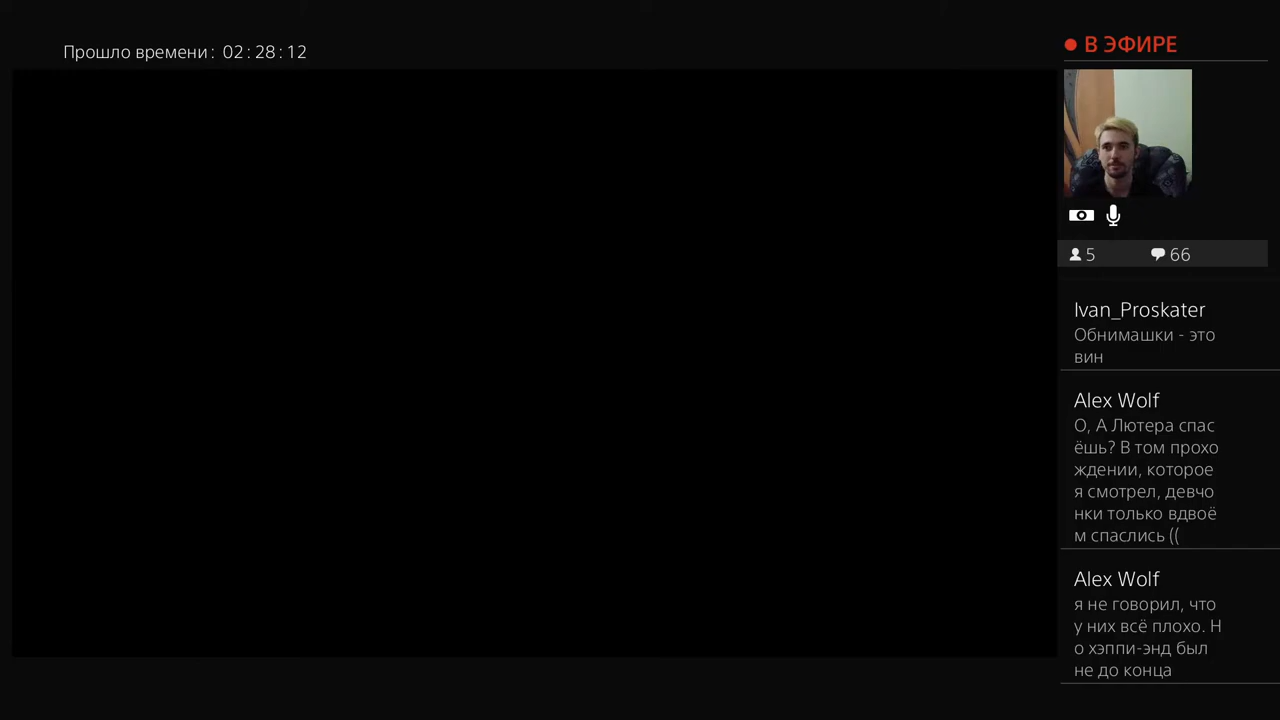 Прошло времени: 02:28:12
В ЭФИРЕ
5 66
Ivan_Proskater
Обнимашки - это
вин
Alex Wolf
О, А Лютера спас
ёшь? В том прохо
ждении, которое
я смотрел, девчо
нки только вдвоё
м спаслись ((
Alex Wolf
я не говорил, что
у них всё плохо. Н
о хэппи-энд был
не до конца